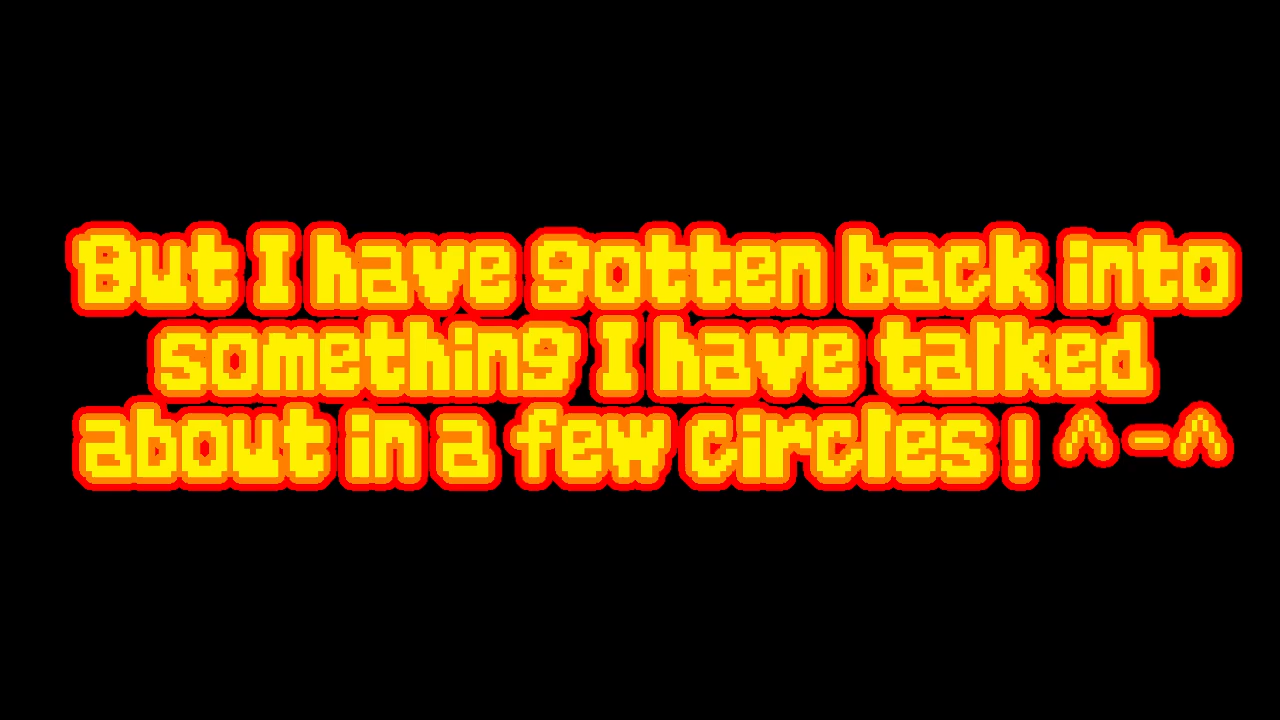 But I have gotten back into
something I have talked
about in a few circles! ^-^